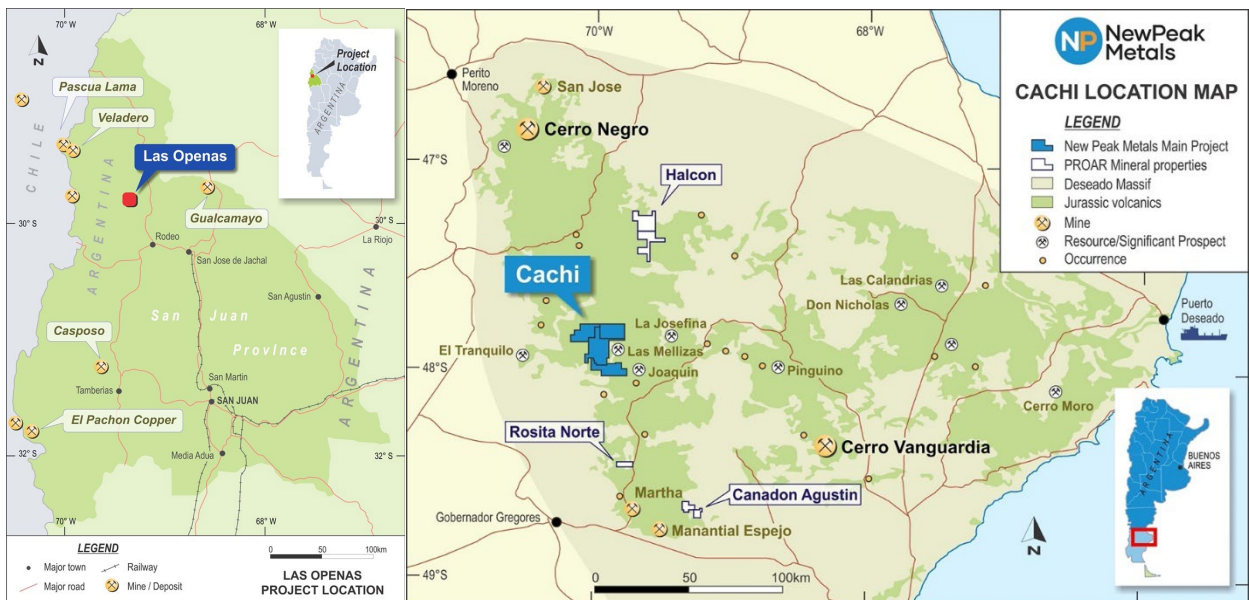 70° W
68° W
N
Project
Location
ARGENTINA
Pascua Lama
Veladero
CHILE
ARGENTINA
Las Openas
Gualcamayo
30° S
30° S
Rodeo
La Riojo
San Jose de Jachal
San Agustin
San Juan
Province
ARGENTINA
Casposo
Tamberias
San Martin
SAN JUAN
El Pachon Copper
Media Adua
32° S
32° S
70° W
68° W
LEGEND
Major town
Railway
Major road
Mine / Deposit
0 50 100km
LAS OPENAS
PROJECT LOCATION
70° W
68° W
NP NewPeak
Metals
CACHI LOCATION MAP
LEGEND
New Peak Metals Main Project
PROAR Mineral properties
Deseado Massif
Jurassic volcanics
Mine
Resource/Significant Prospect
Occurrence
Perito
Moreno
San Jose
Cerro Negro
47° S
Halcon
Cachi
Las Calandrias
Don Nicholas
Puerto
Deseado
La Josefina
El Tranquilo
Las Mellizas
Joaquin
Pinguino
48° S
Cerro Moro
Rosita Norte
Cerro Vanguardia
Martha
Canadon Agustin
Gobernador Gregores
Manantial Espejo
BUENOS
AIRES
ARGENTINA
N
49° S
0 50 100km
70° W
68° W